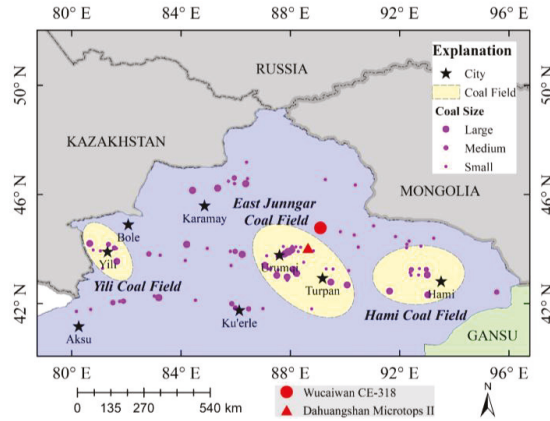 80° E 84° E 88° E 92° E 96° E
50° N
50° N
RUSSIA
Explanation
City
Coal Field
Coal Size
Large
Medium
Small
KAZAKHSTAN
MONGOLIA
46° N
46° N
Karamay
East Junngar
Coal Field
Bole
Yili
Urumqi
Turpan
Hami
Yili Coal Field
Hami Coal Field
42° N
42° N
Ku'erle
Aksu
GANSU
80° E 84° E 88° E 92° E 96° E
0 135 270 540 km
Wucaiwan CE-318
Dahuangshan Microtops II
N